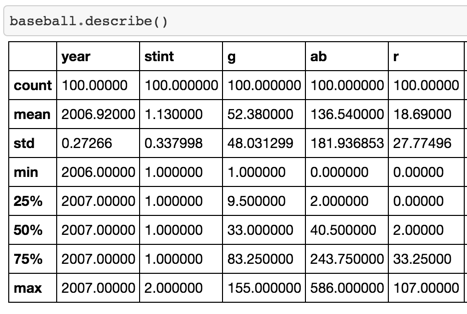 baseball.describe()
year stint g ab r
count 100.00000 100.000000 100.000000 100.000000 100.00000
mean 2006.92000 1.130000 52.380000 136.540000 18.69000
std 0.27266 0.337998 48.031299 181.936853 27.77496
min 2006.00000 1.000000 1.000000 0.000000 0.00000
25% 2007.00000 1.000000 9.500000 2.000000 0.00000
50% 2007.00000 1.000000 33.000000 40.500000 2.00000
75% 2007.00000 1.000000 83.250000 243.750000 33.25000
max 2007.00000 2.000000 155.000000 586.000000 107.00000